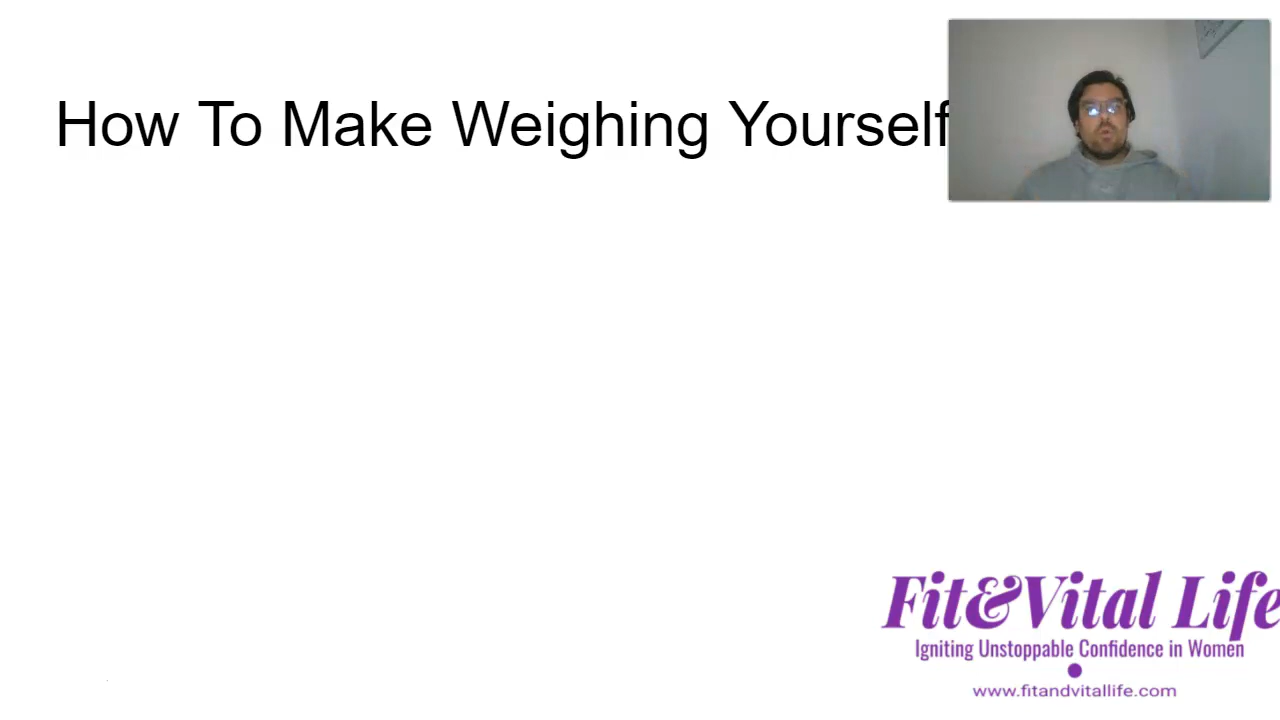 How To Make Weighing Yourself
Fit&Vital Life
Igniting Unstoppable Confidence in Women
www.fitandvitallife.com